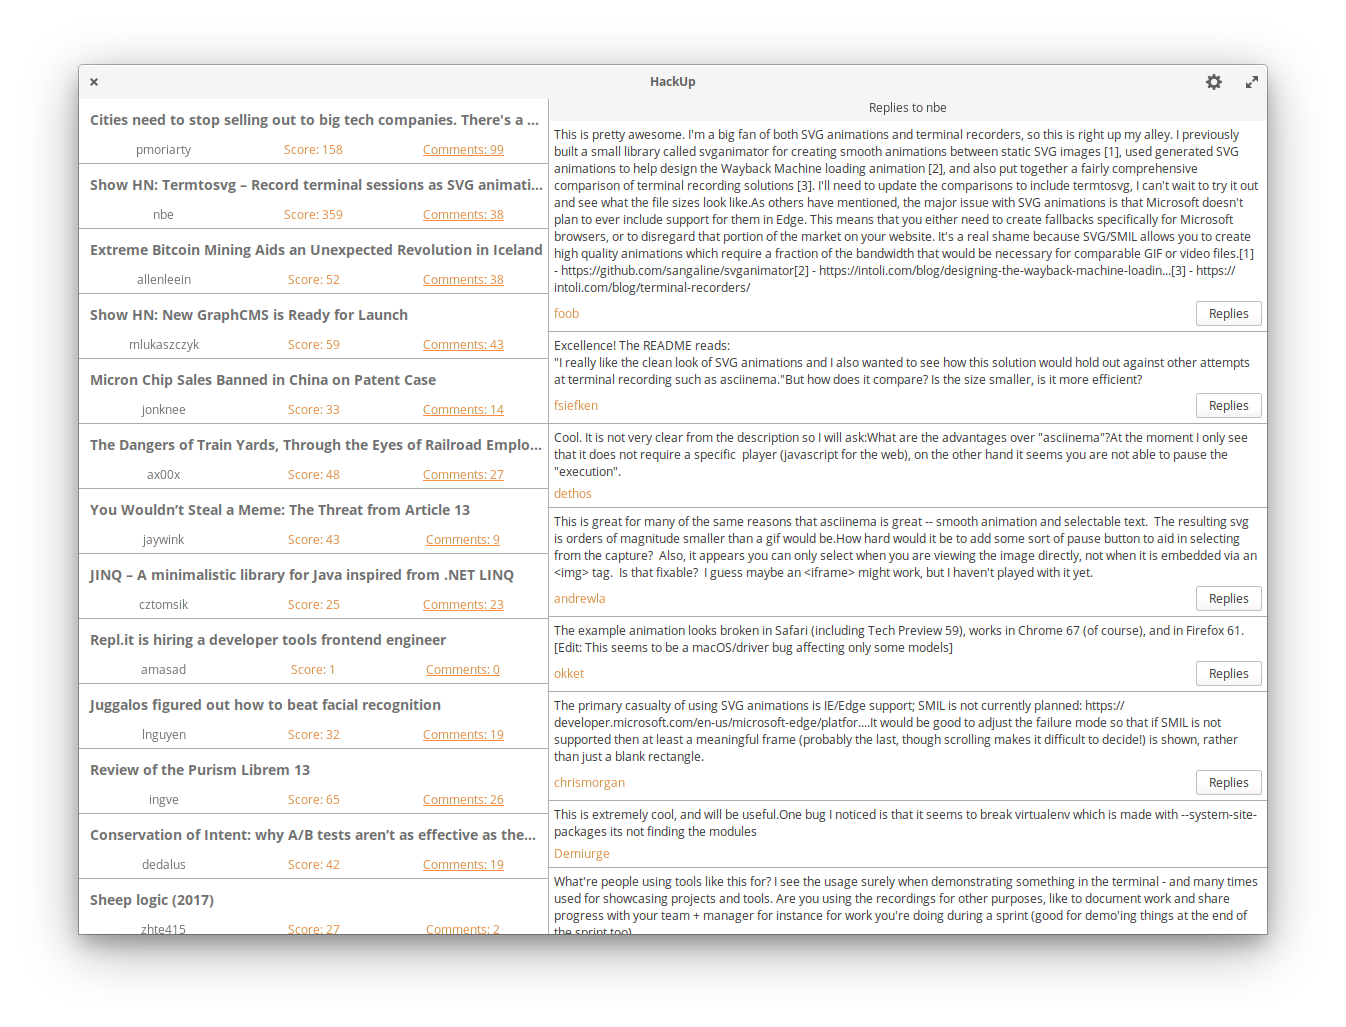 HackUp
Cities need to stop selling out to big tech companies. There's a ...
pmoriarty Score: 158 Comments: 99
Show HN: Termtosvg – Record terminal sessions as SVG animati...
nbe Score: 359 Comments: 38
Extreme Bitcoin Mining Aids an Unexpected Revolution in Iceland
allenleein Score: 52 Comments: 38
Show HN: New GraphCMS is Ready for Launch
mlukaszczyk Score: 59 Comments: 43
Micron Chip Sales Banned in China on Patent Case
jonknee Score: 33 Comments: 14
The Dangers of Train Yards, Through the Eyes of Railroad Emplo...
ax00x Score: 48 Comments: 27
You Wouldn’t Steal a Meme: The Threat from Article 13
jaywink Score: 43 Comments: 9
JINQ – A minimalistic library for Java inspired from .NET LINQ
cztomsik Score: 25 Comments: 23
Repl.it is hiring a developer tools frontend engineer
amasad Score: 1 Comments: 0
Juggalos figured out how to beat facial recognition
lnguyen Score: 32 Comments: 19
Review of the Purism Librem 13
ingve Score: 65 Comments: 26
Conservation of Intent: why A/B tests aren’t as effective as the...
dedalus Score: 42 Comments: 19
Sheep logic (2017)
zhte415 Score: 27 Comments: 2
Replies to nbe
This is pretty awesome. I'm a big fan of both SVG animations and terminal recorders, so this is right up my alley. I previously
built a small library called svganimator for creating smooth animations between static SVG images [1], used generated SVG
animations to help design the Wayback Machine loading animation [2], and also put together a fairly comprehensive
comparison of terminal recording solutions [3]. I'll need to update the comparisons to include termtosvg, I can't wait to try it out
and see what the file sizes look like.As others have mentioned, the major issue with SVG animations is that Microsoft doesn't
plan to ever include support for them in Edge. This means that you either need to create fallbacks specifically for Microsoft
browsers, or to disregard that portion of the market on your website. It's a real shame because SVG/SMIL allows you to create
high quality animations which require a fraction of the bandwidth that would be necessary for comparable GIF or video files.[1]
- https://github.com/sangaline/svganimator[2] - https://intoli.com/blog/designing-the-wayback-machine-loadin...[3] - https://
intoli.com/blog/terminal-recorders/
foob Replies
Excellence! The README reads:
"I really like the clean look of SVG animations and I also wanted to see how this solution would hold out against other attempts
at terminal recording such as asciinema."But how does it compare? Is the size smaller, is it more efficient?
fsiefken Replies
Cool. It is not very clear from the description so I will ask:What are the advantages over "asciinema"?At the moment I only see
that it does not require a specific  player (javascript for the web), on the other hand it seems you are not able to pause the
"execution".
dethos
This is great for many of the same reasons that asciinema is great -- smooth animation and selectable text.  The resulting svg
is orders of magnitude smaller than a gif would be.How hard would it be to add some sort of pause button to aid in selecting
from the capture?  Also, it appears you can only select when you are viewing the image directly, not when it is embedded via an
<img> tag.  Is that fixable?  I guess maybe an <iframe> might work, but I haven't played with it yet.
andrewla Replies
The example animation looks broken in Safari (including Tech Preview 59), works in Chrome 67 (of course), and in Firefox 61.
[Edit: This seems to be a macOS/driver bug affecting only some models]
okket Replies
The primary casualty of using SVG animations is IE/Edge support; SMIL is not currently planned: https://
developer.microsoft.com/en-us/microsoft-edge/platfor....It would be good to adjust the failure mode so that if SMIL is not
supported then at least a meaningful frame (probably the last, though scrolling makes it difficult to decide!) is shown, rather
than just a blank rectangle.
chrismorgan Replies
This is extremely cool, and will be useful.One bug I noticed is that it seems to break virtualenv which is made with --system-site-
packages its not finding the modules
Demiurge
What're people using tools like this for? I see the usage surely when demonstrating something in the terminal - and many times
used for showcasing projects and tools. Are you using the recordings for other purposes, like to document work and share
progress with your team + manager for instance for work you're doing during a sprint (good for demo'ing things at the end of
the sprint too)